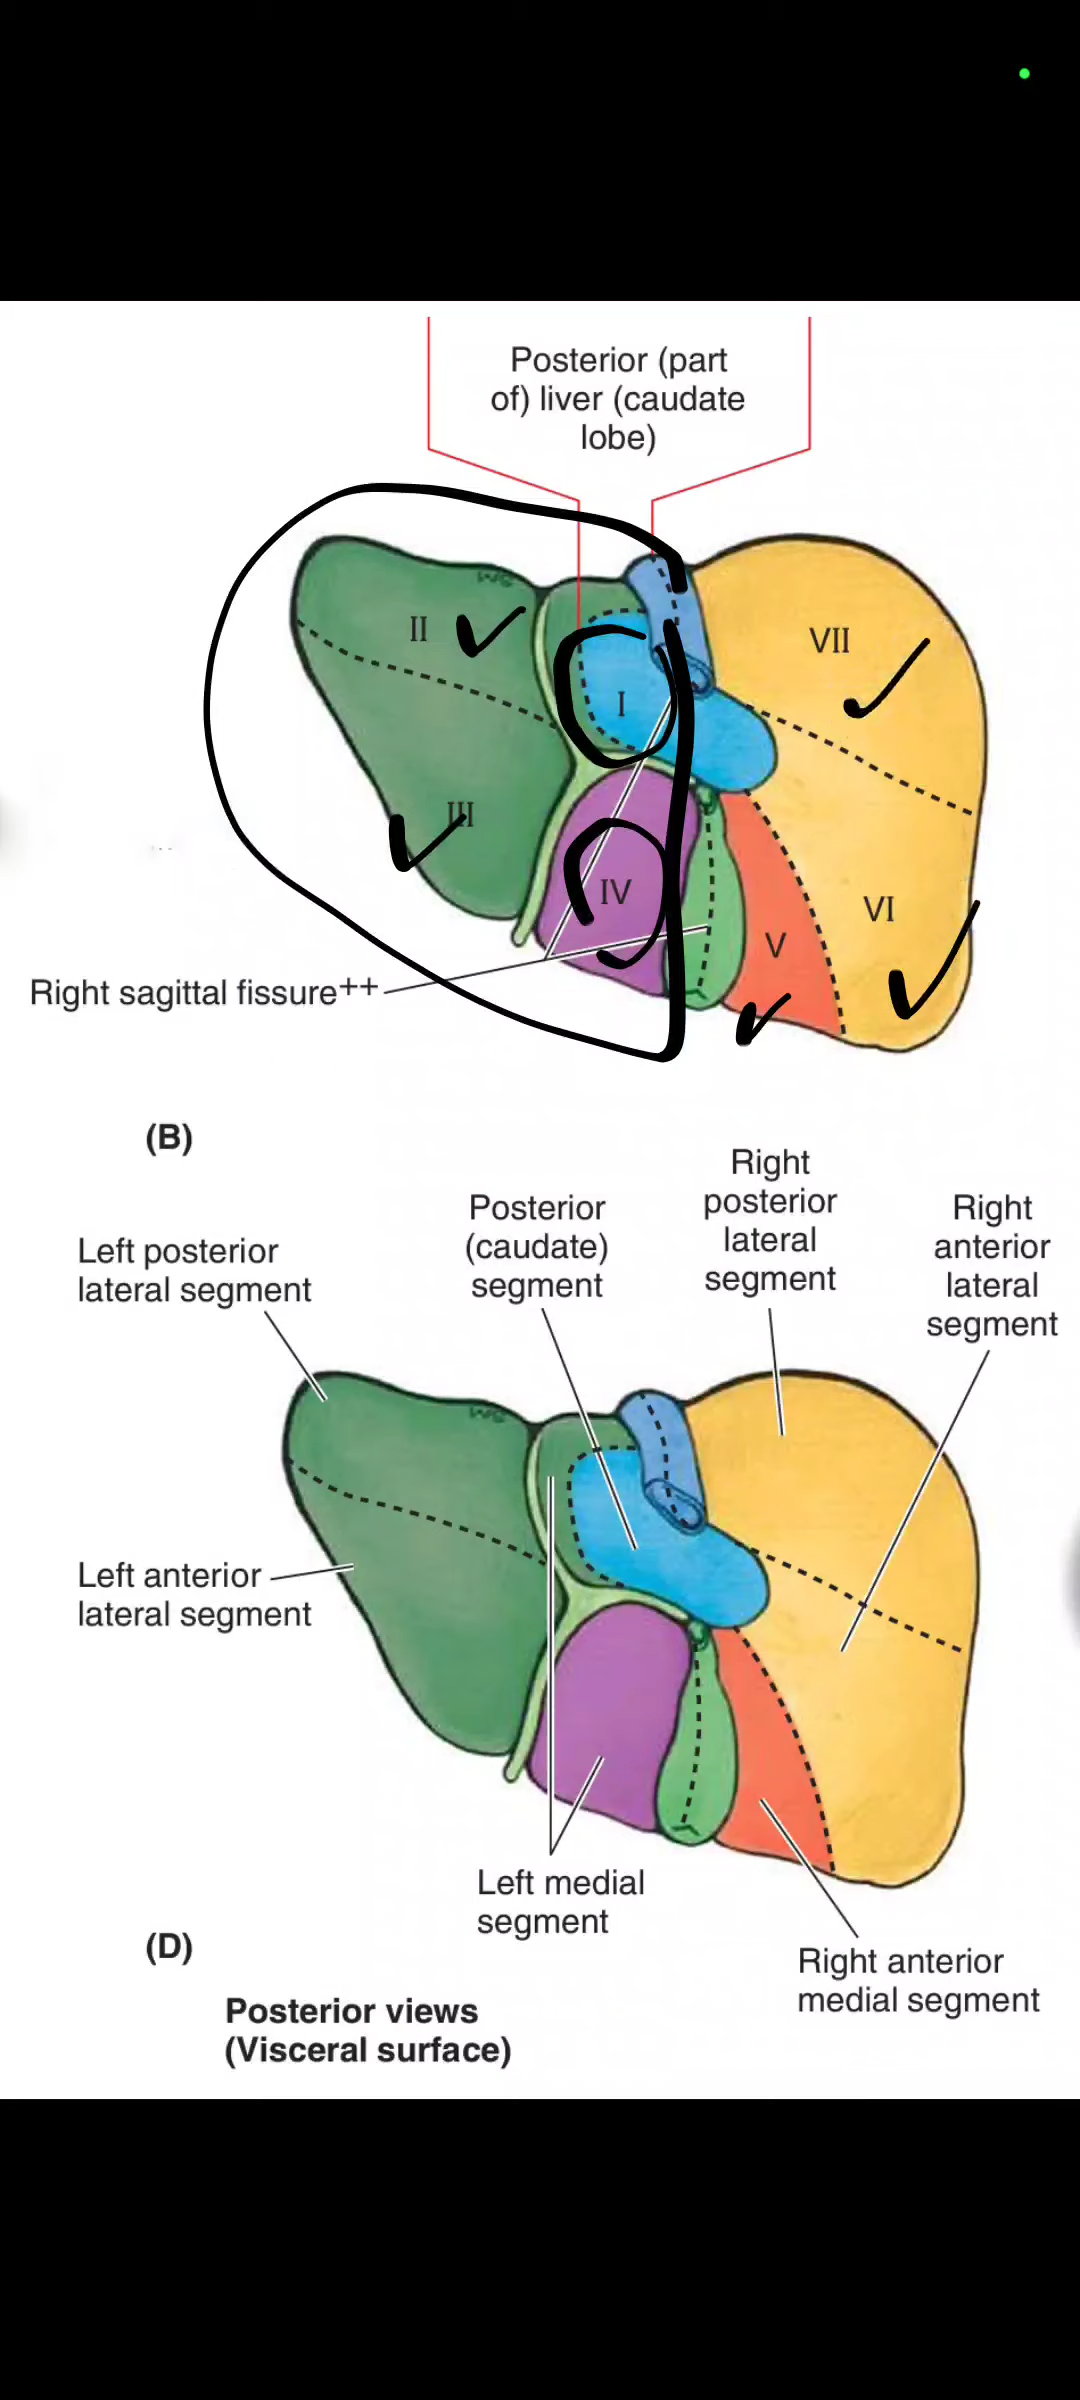 Posterior (part
of) liver (caudate
lobe)
II
I
VII
III
IV
VI
V
Right sagittal fissure++
(B)
Left posterior
lateral segment
Posterior
(caudate)
segment
Right
posterior
lateral
segment
Right
anterior
lateral
segment
Left anterior
lateral segment
Left medial
segment
Right anterior
medial segment
(D)
Posterior views
(Visceral surface)